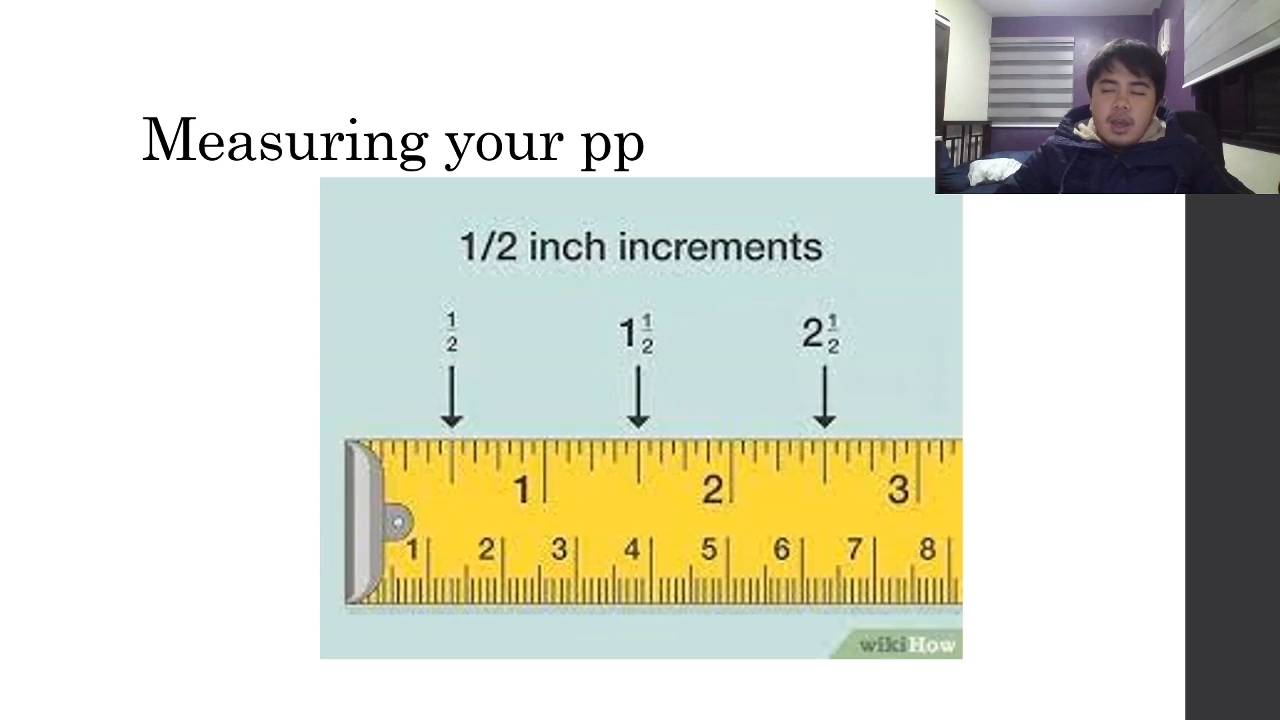 Measuring your pp
1/2 inch increments
1/2 1 1/2 2 1/2
1 2 3
1 2 3 4 5 6 7 8
wikiHow